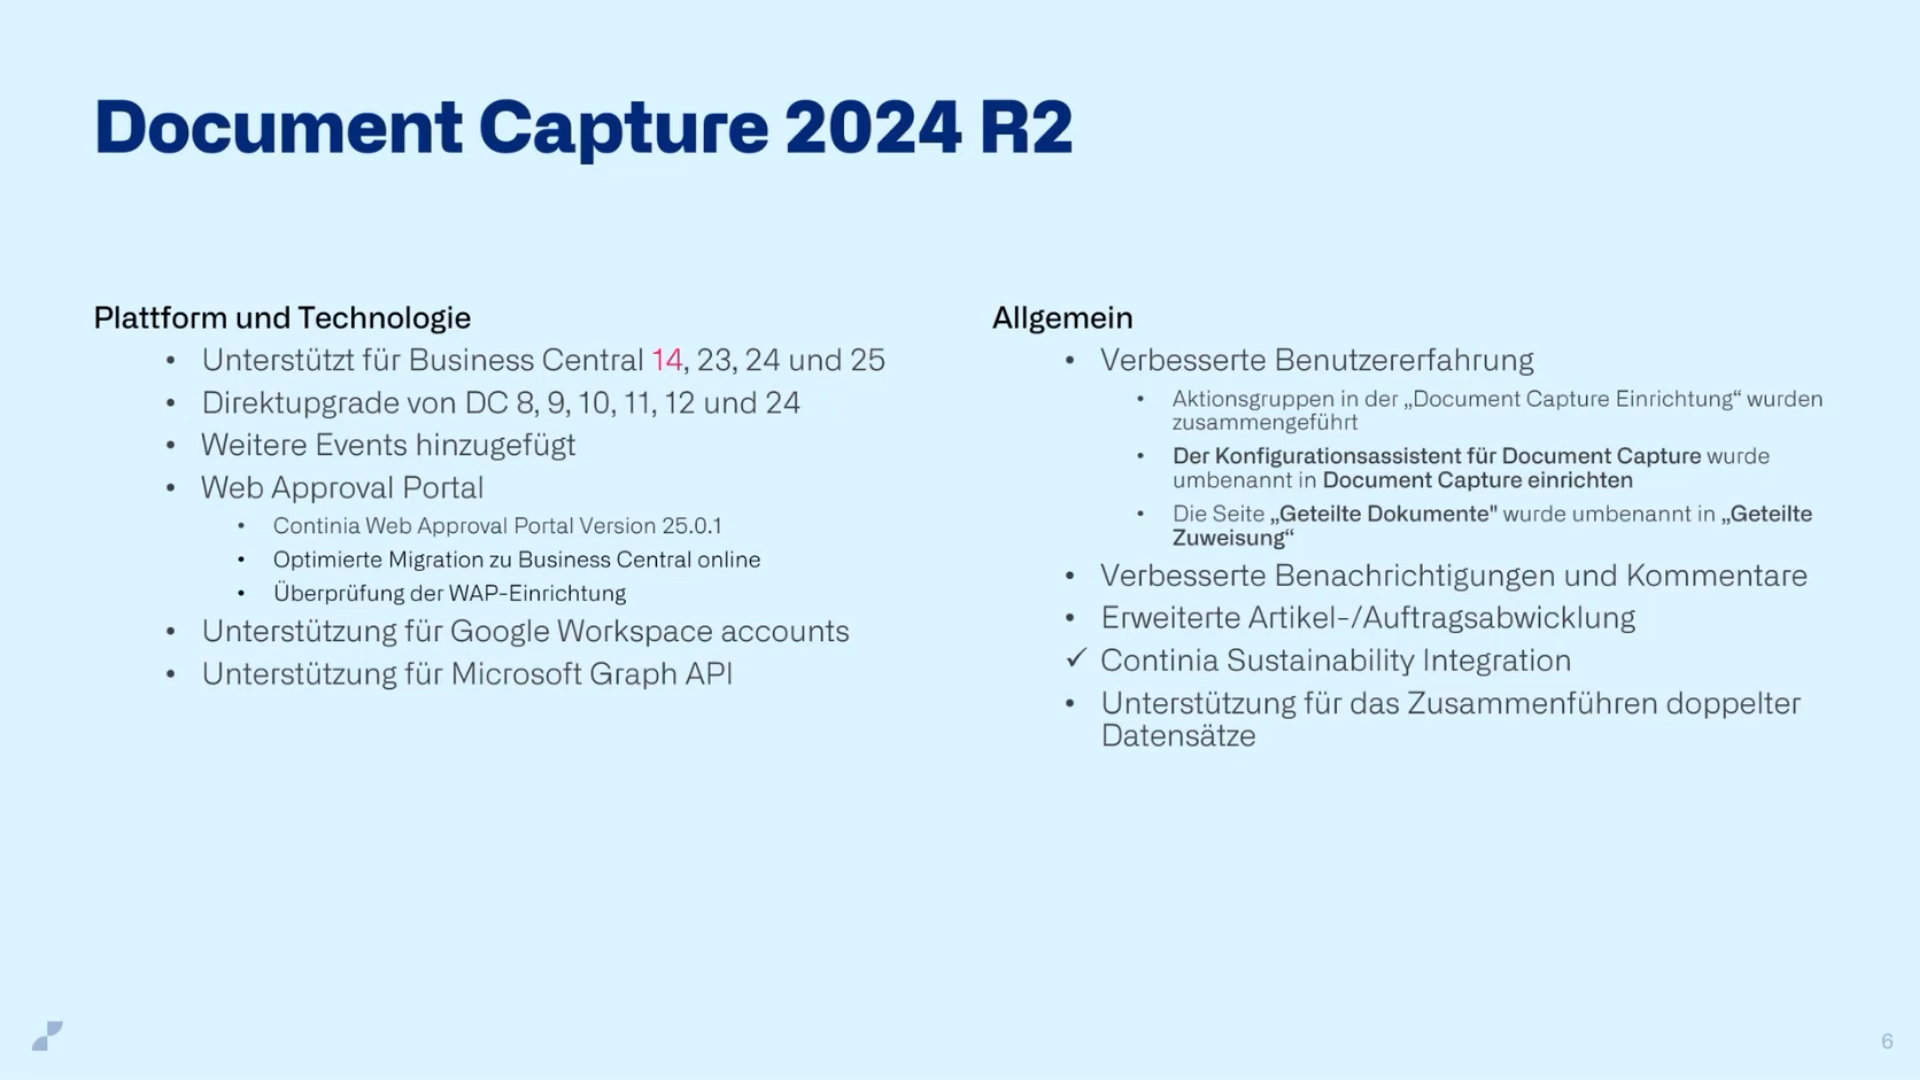 Document Capture 2024 R2
Plattform und Technologie
• Unterstützt für Business Central 14, 23, 24 und 25
• Direktupgrade von DC 8, 9, 10, 11, 12 und 24
• Weitere Events hinzugefügt
• Web Approval Portal
• Continia Web Approval Portal Version 25.0.1
• Optimierte Migration zu Business Central online
• Überprüfung der WAP-Einrichtung
• Unterstützung für Google Workspace accounts
• Unterstützung für Microsoft Graph API
Allgemein
• Verbesserte Benutzererfahrung
• Aktionsgruppen in der „Document Capture Einrichtung“ wurden
zusammengeführt
• Der Konfigurationsassistent für Document Capture wurde
umbenannt in Document Capture einrichten
• Die Seite „Geteilte Dokumente" wurde umbenannt in „Geteilte
Zuweisung“
• Verbesserte Benachrichtigungen und Kommentare
• Erweiterte Artikel-/Auftragsabwicklung
✓ Continia Sustainability Integration
• Unterstützung für das Zusammenführen doppelter
Datensätze
6